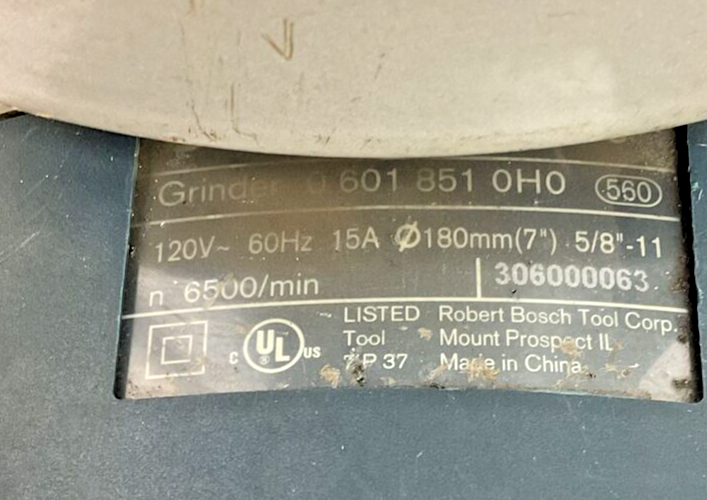 Grinder 0 601 851 0H0 560
120V~ 60Hz 15A Ø180mm(7") 5/8"-11
n 6500/min 306000063
LISTED Robert Bosch Tool Corp.
C UL® US Tool Mount Prospect IL
37 Made in China